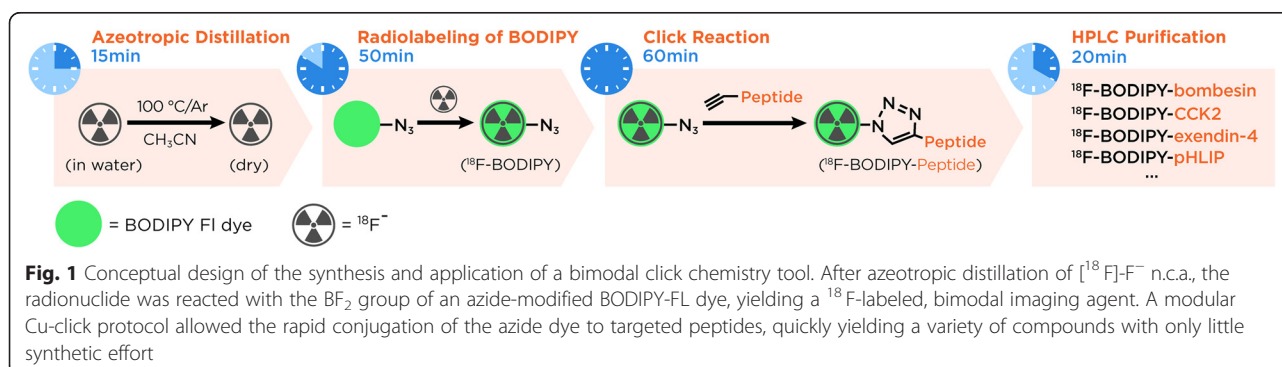 Azeotropic Distillation
15min
100 °C/Ar
CH₃CN
(in water)
(dry)
Radiolabeling of BODIPY
50min
N₃
N₃
(¹⁸F-BODIPY)
Click Reaction
60min
N₃
Peptide
N
N
N
Peptide
(¹⁸F-BODIPY-Peptide)
HPLC Purification
20min
¹⁸F-BODIPY-bombesin
¹⁸F-BODIPY-CCK2
¹⁸F-BODIPY-exendin-4
¹⁸F-BODIPY-pHLIP
...
= BODIPY Fl dye
= ¹⁸F⁻
Fig. 1 Conceptual design of the synthesis and application of a bimodal click chemistry tool. After azeotropic distillation of [¹⁸ F]-F⁻ n.c.a., the
radionuclide was reacted with the BF₂ group of an azide-modified BODIPY-FL dye, yielding a ¹⁸ F-labeled, bimodal imaging agent. A modular
Cu-click protocol allowed the rapid conjugation of the azide dye to targeted peptides, quickly yielding a variety of compounds with only little
synthetic effort